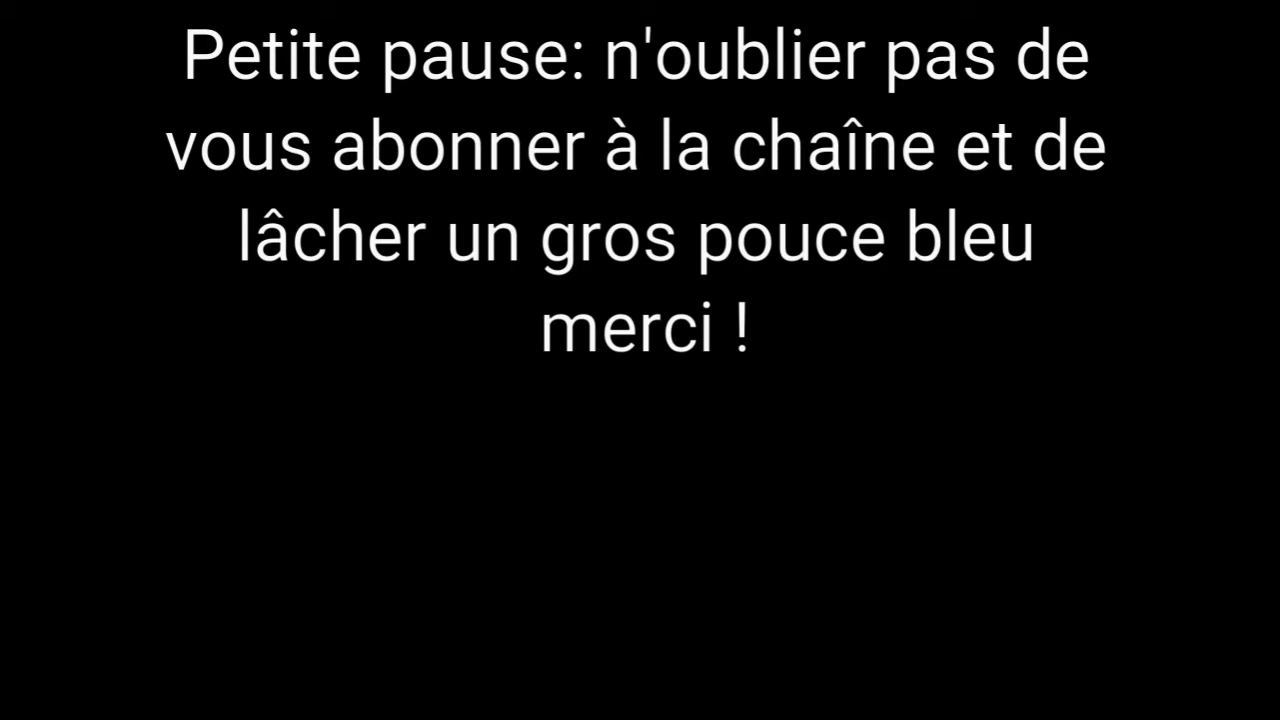 Petite pause: n'oublier pas de
vous abonner à la chaîne et de
lâcher un gros pouce bleu
merci !